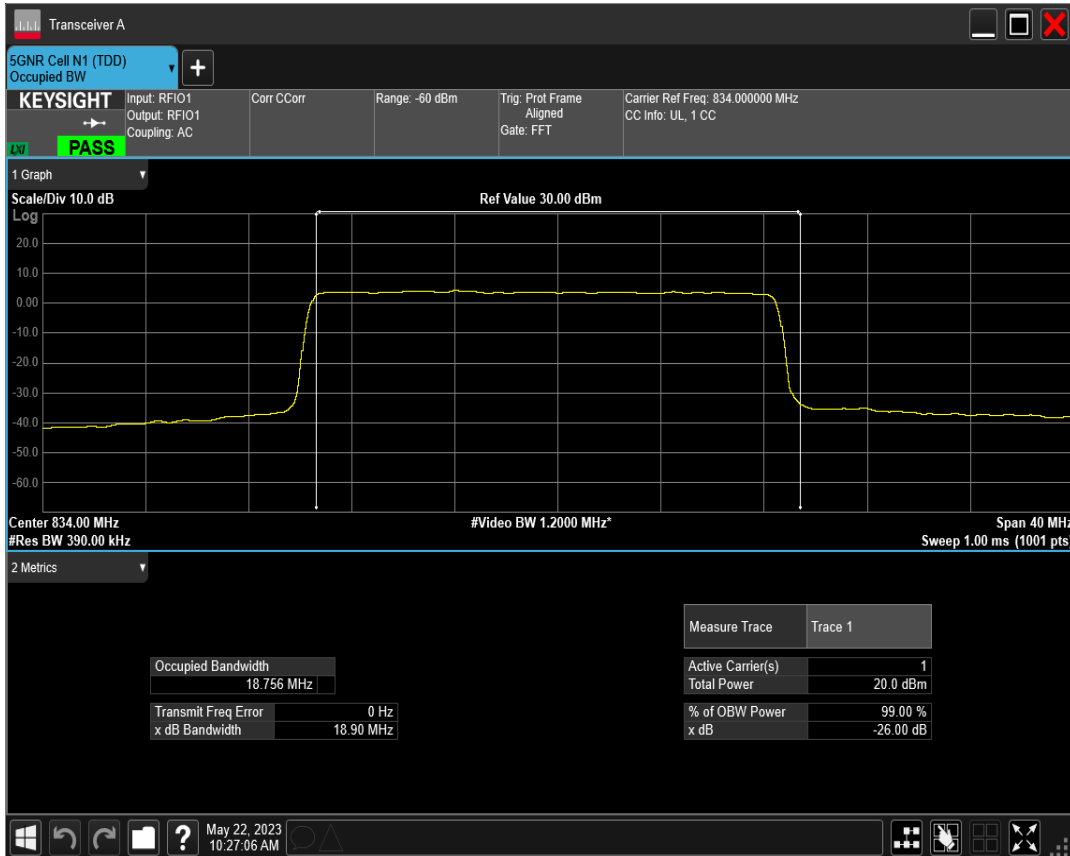 Transceiver A
5GNR Cell N1 (TDD)
Occupied BW
+
KEYSIGHT
LXI
PASS
Input: RFIO1
Output: RFIO1
Coupling: AC
Corr CCorr
Range: -60 dBm
Trig: Prot Frame
Aligned
Gate: FFT
Carrier Ref Freq: 834.000000 MHz
CC Info: UL, 1 CC
1 Graph
Scale/Div 10.0 dB
Ref Value 30.00 dBm
Log
20.0
10.0
0.00
-10.0
-20.0
-30.0
-40.0
-50.0
-60.0
Center 834.00 MHz
#Video BW 1.2000 MHz*
Span 40 MHz
#Res BW 390.00 kHz
Sweep 1.00 ms (1001 pts)
2 Metrics
Measure Trace Trace 1
Occupied Bandwidth
18.756 MHz
Transmit Freq Error 0 Hz
x dB Bandwidth 18.90 MHz
Active Carrier(s) 1
Total Power 20.0 dBm
% of OBW Power 99.00 %
x dB -26.00 dB
?
May 22, 2023
10:27:06 AM